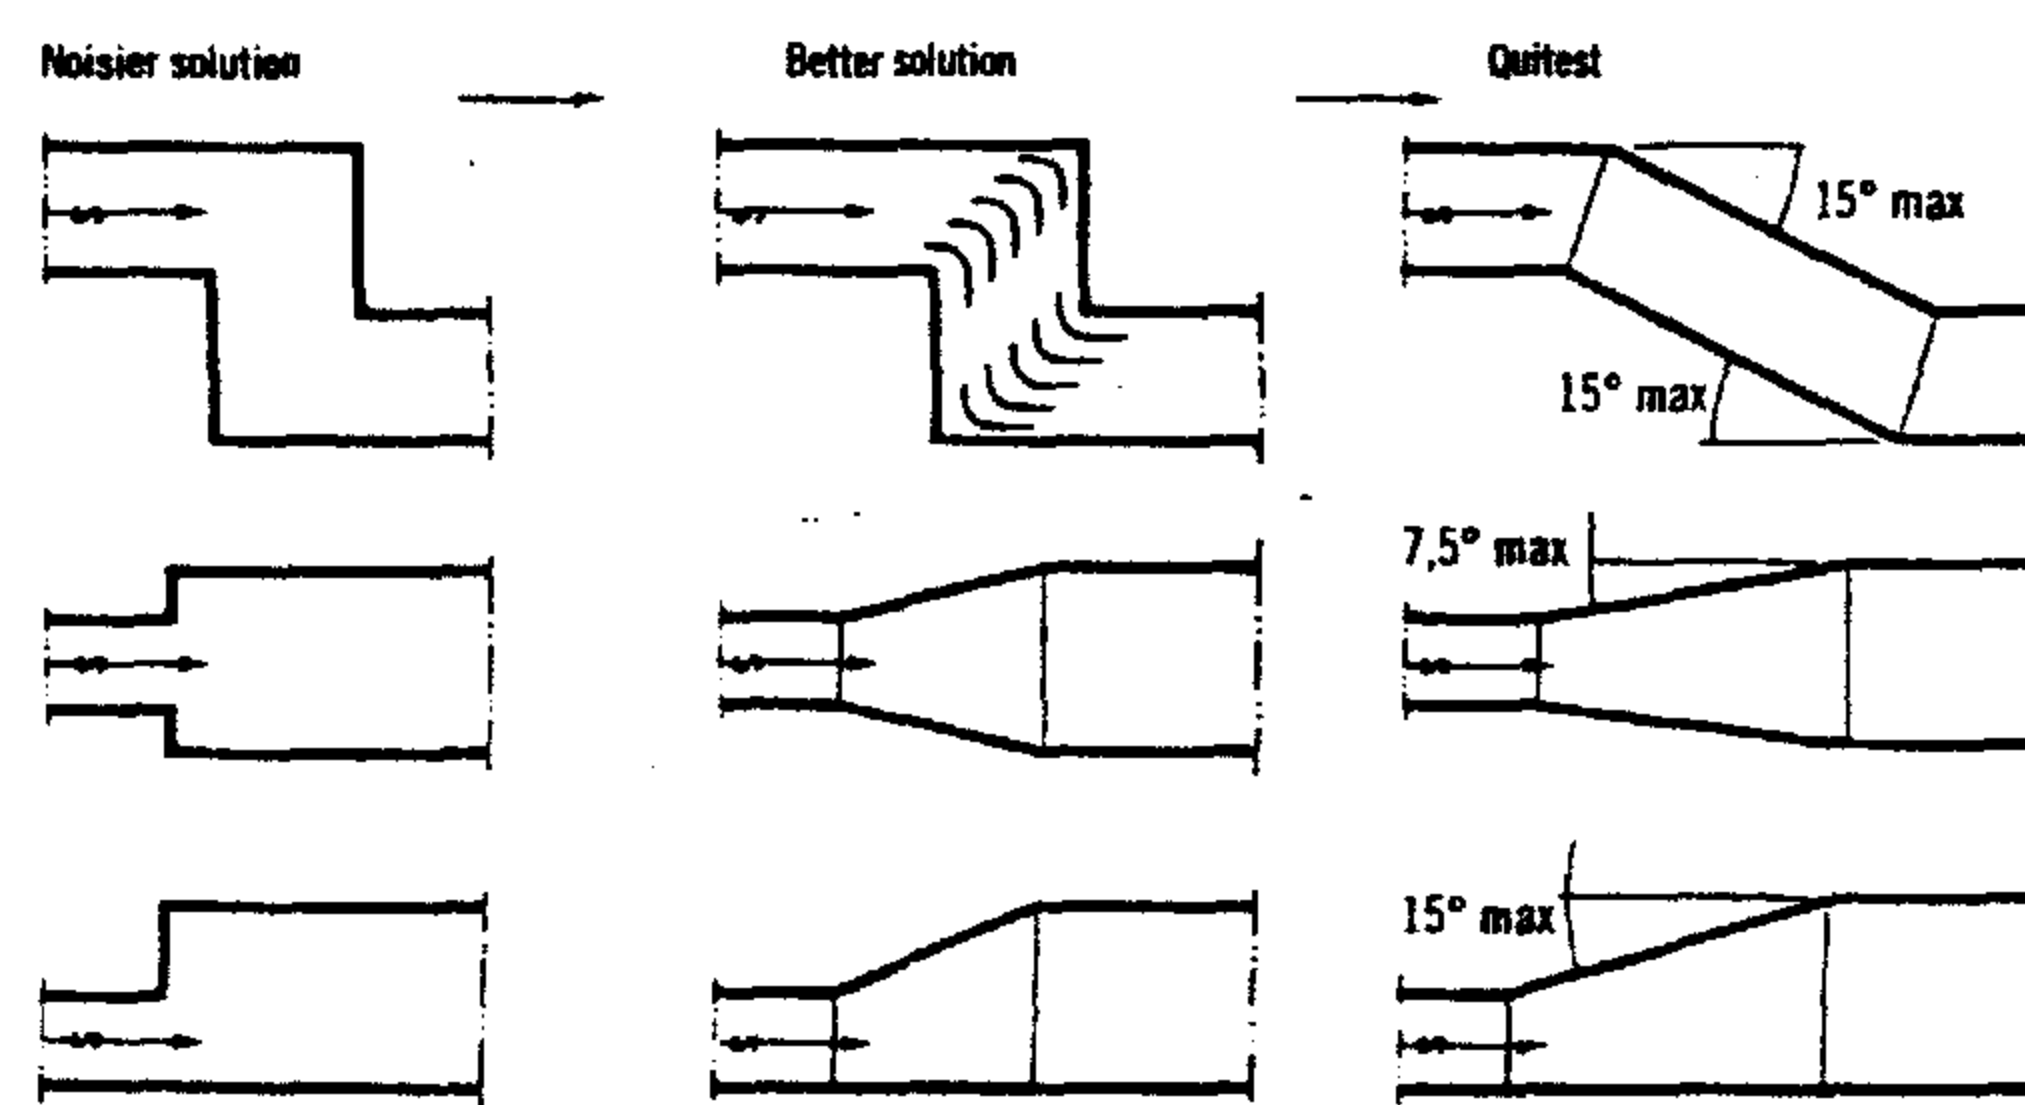 Noisier solution
Better solution
Quitest
15° max
15° max
7,5° max
15° max